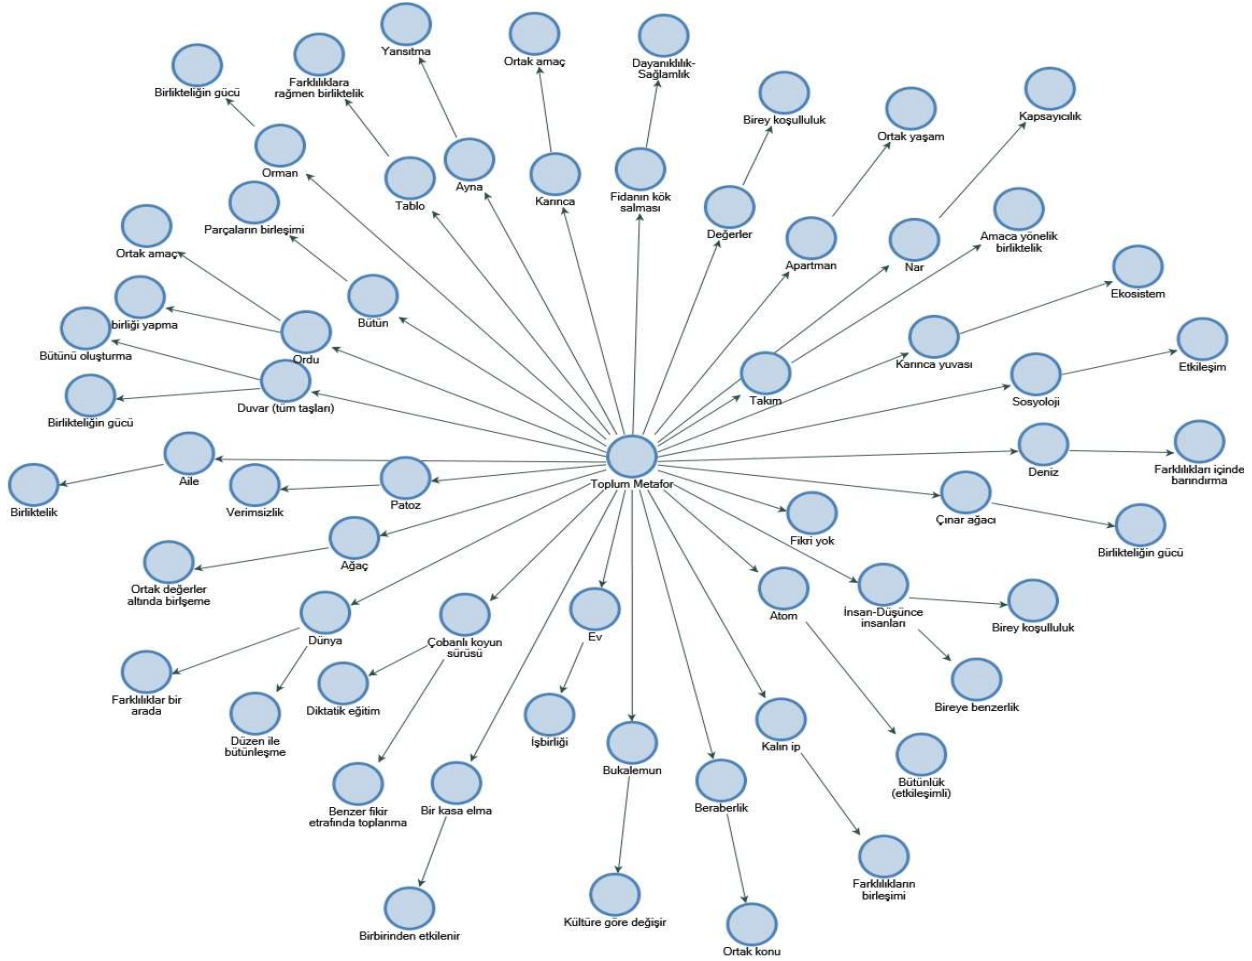 Yansıtma
Ortak amaç
Dayanıklılık-
Sağlamlık
Farklılıklara
rağmen birliktelik
Birlikteliğin gücü
Birey koşulluluk
Ortak yaşam
Kapsayıcılık
Orman
Ayna
Tablo
Karınca
Fidanın kök
salması
Değerler
Parçaların birleşimi
Ortak amaç
Apartman
Nar
Amaca yönelik
birliktelik
Ekosistem
Bütün
birliği yapma
Bütünü oluşturma
Ordu
Karınca yuvası
Etkileşim
Duvar (tüm taşları)
Birlikteliğin gücü
Takım
Sosyoloji
Aile
Birliktelik
Verimsizlik
Patoz
Toplum Metafor
Deniz
Farklılıkları içinde
barındırma
Çınar ağacı
Birlikteliğin gücü
Fikri yok
Ağaç
Ortak değerler
altında birlşeme
Atom
İnsan-Düşünce
insanları
Birey koşulluluk
Dünya
Çobanlı koyun
sürüsü
Ev
Farklılıklar bir
arada
Düzen ile
bütünleşme
Diktatik eğitim
İşbirliği
Kalın ip
Bireye benzerlik
Bukalemun
Beraberlik
Bütünlük
(etkileşimli)
Benzer fikir
etrafında toplanma
Bir kasa elma
Farklılıkların
birleşimi
Birbirinden etkilenir
Kültüre göre değişir
Ortak konu